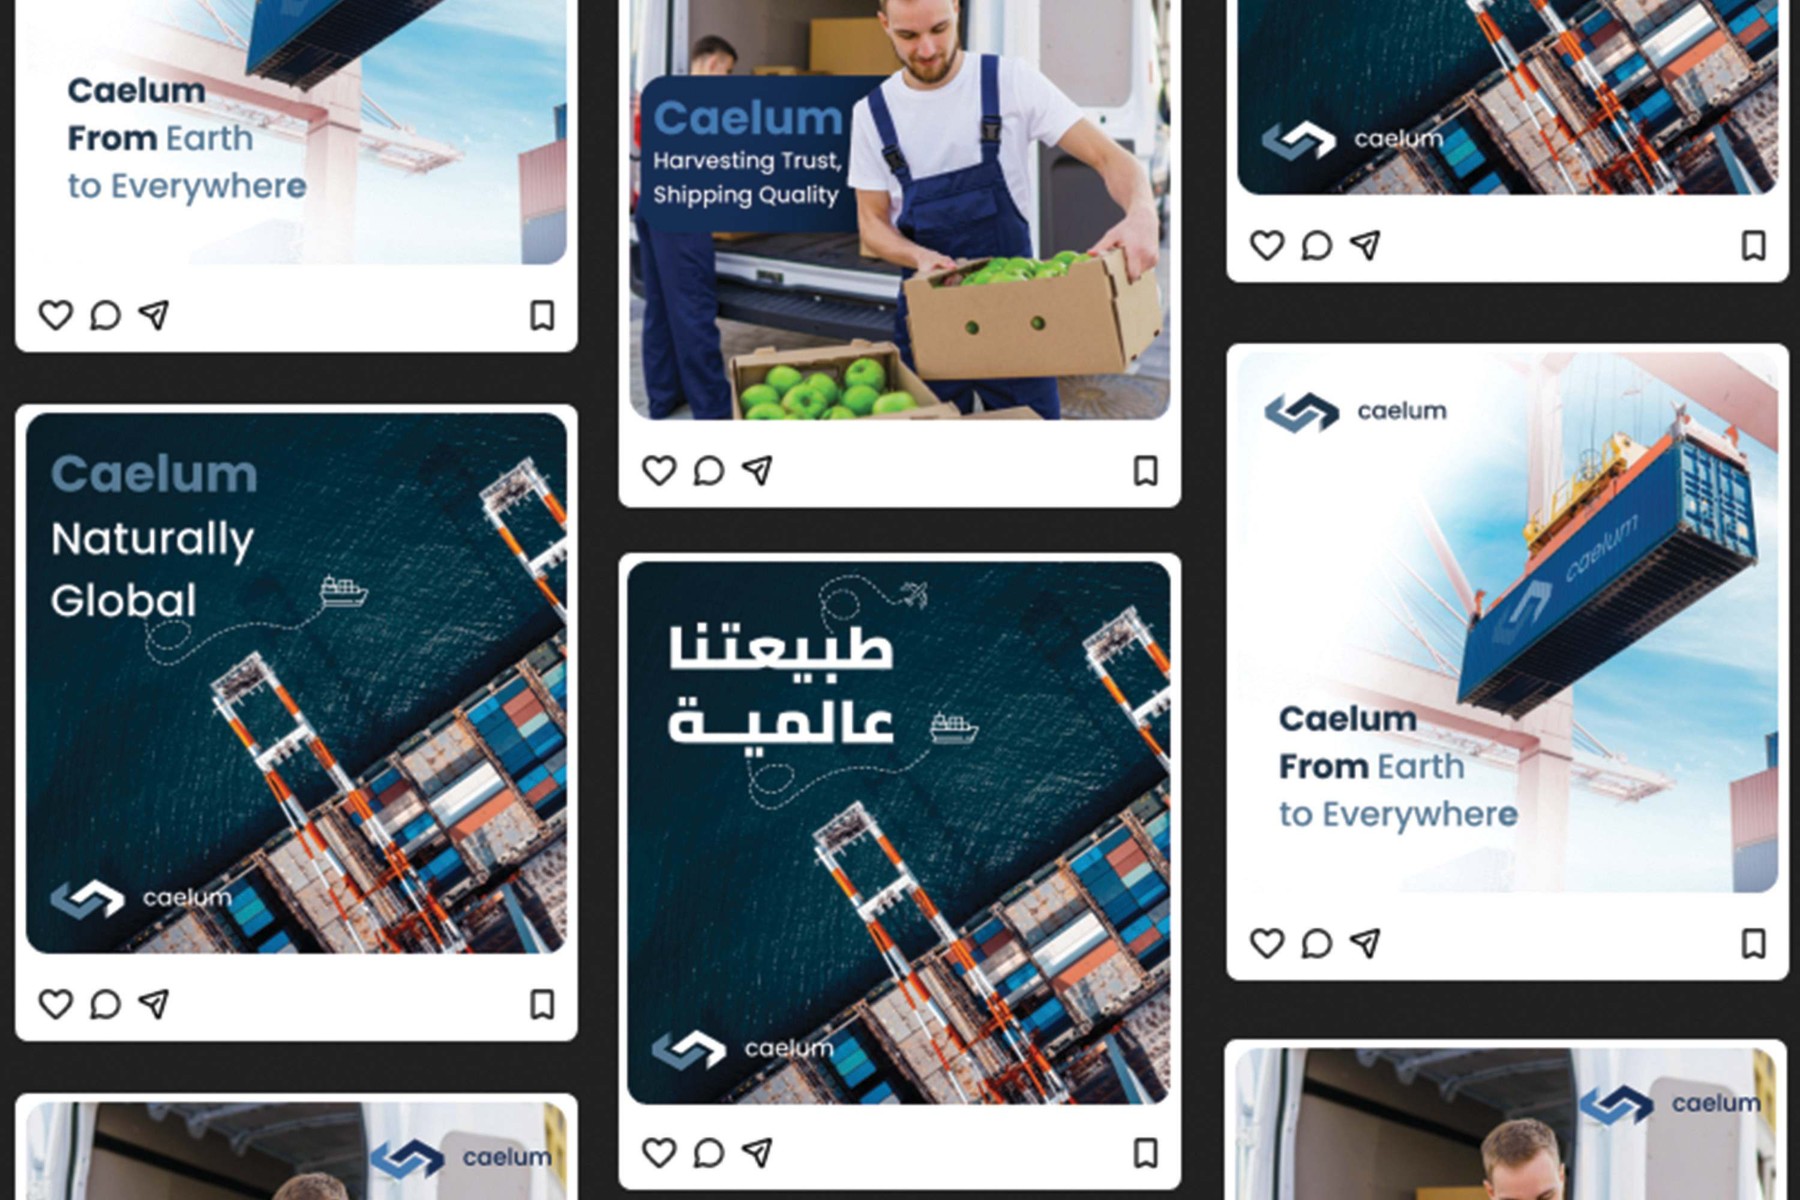 Caelum
From Earth
to Everywhere
Caelum
Naturally
Global
caelum
caelum
Caelum
Harvesting Trust,
Shipping Quality
طبيعتنا
عالمية
caelum
caelum
caelum
caelum
Caelum
From Earth
to Everywhere
caelum